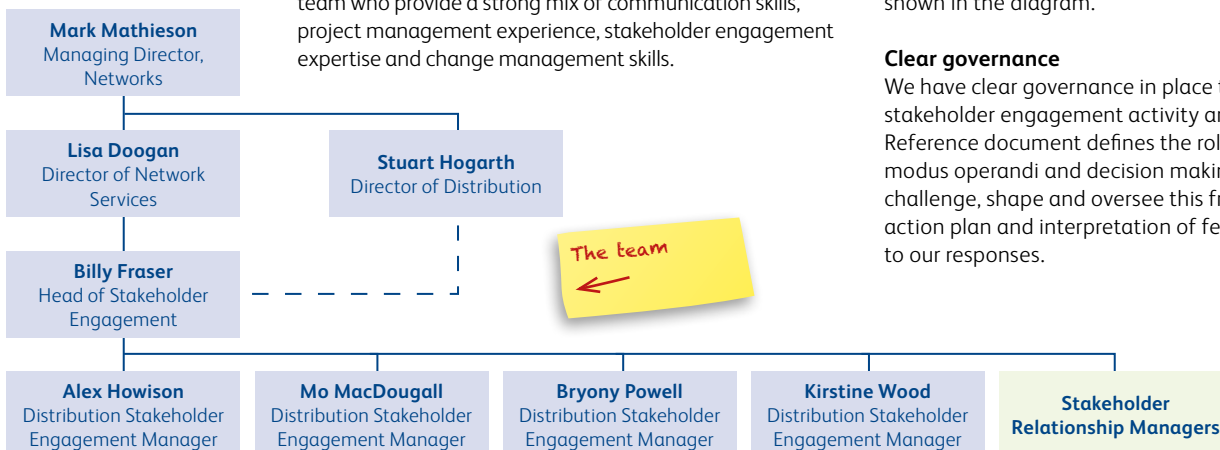 team who provide a strong mix of communication skills,
project management experience, stakeholder engagement
expertise and change management skills.
shown in the diagram.
Clear governance
We have clear governance in place
stakeholder engagement activity
Reference document defines the
modus operandi and decision
challenge, shape and oversee this
action plan and interpretation of
to our responses.
Mark Mathieson
Managing Director,
Networks
Lisa Doogan
Director of Network
Services
Stuart Hogarth
Director of Distribution
Billy Fraser
Head of Stakeholder
Engagement
The team
Alex Howison
Distribution Stakeholder
Engagement Manager
Mo MacDougall
Distribution Stakeholder
Engagement Manager
Bryony Powell
Distribution Stakeholder
Engagement Manager
Kirstine Wood
Distribution Stakeholder
Engagement Manager
Stakeholder
Relationship Managers